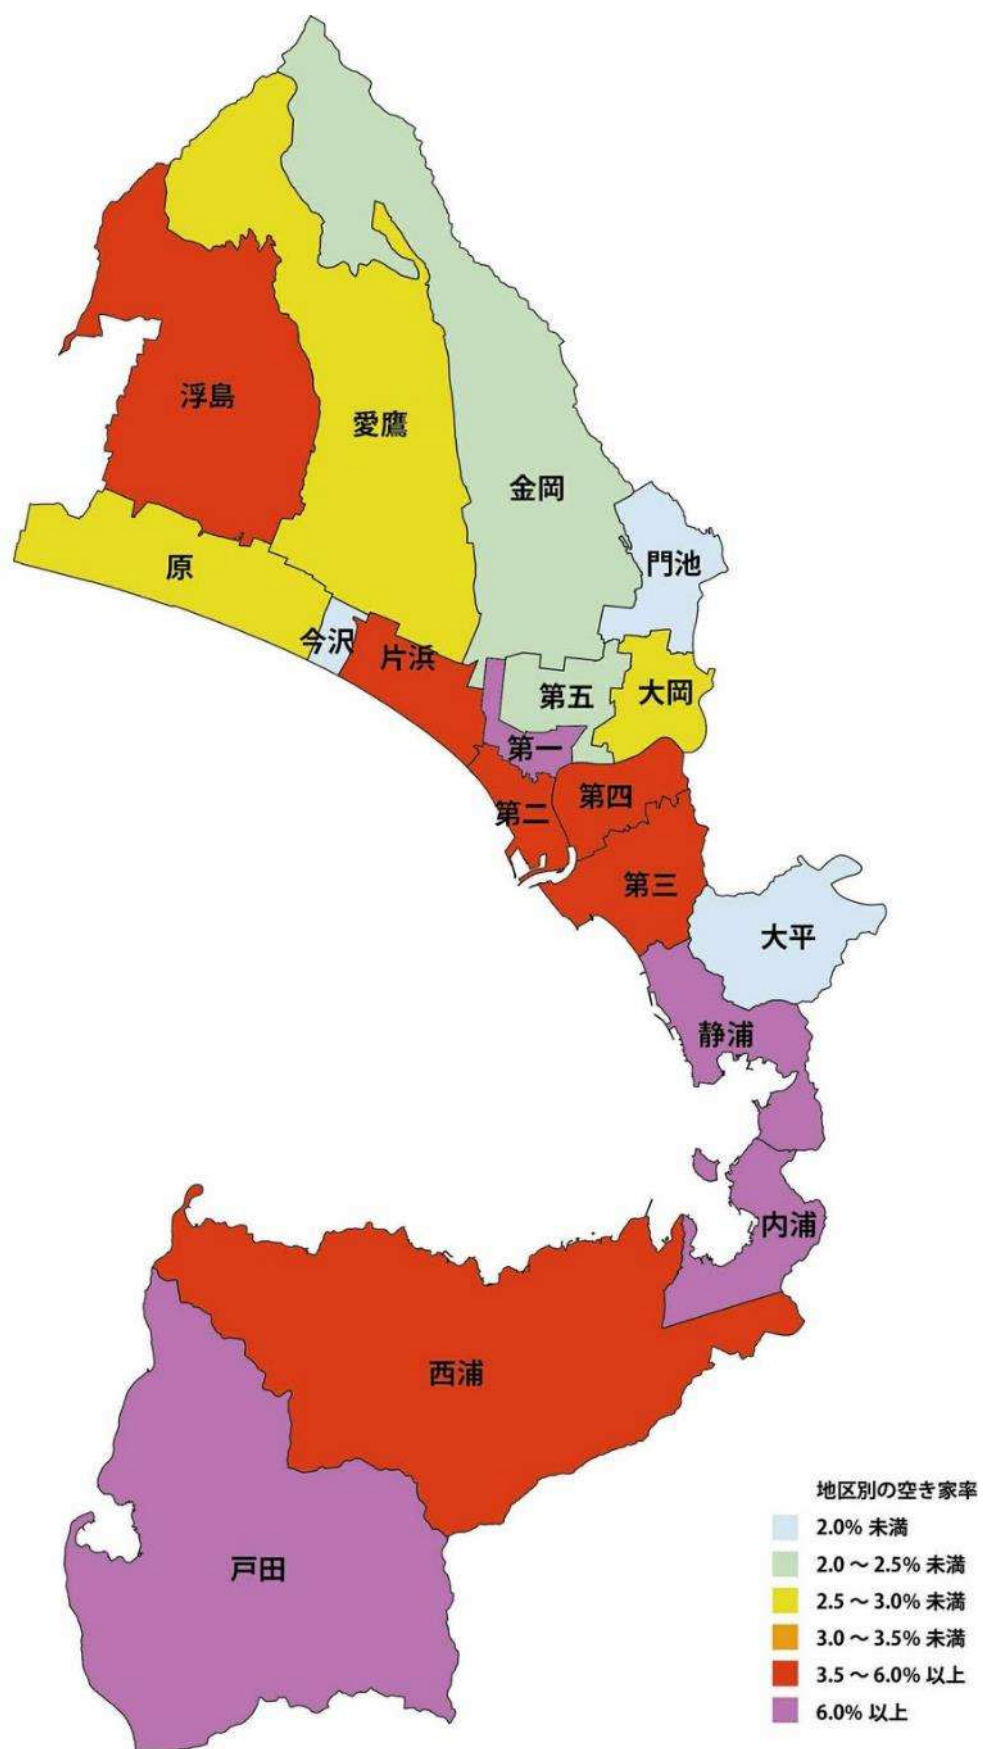 浮島
愛鷹
金岡
門池
原
今沢
片浜
第五
大岡
第一
第二
第四
第三
大平
静浦
内浦
西浦
戸田
地区別の空き家率
2.0% 未満
2.0 ～ 2.5% 未満
2.5 ～ 3.0% 未満
3.0 ～ 3.5% 未満
3.5 ～ 6.0% 以上
6.0% 以上